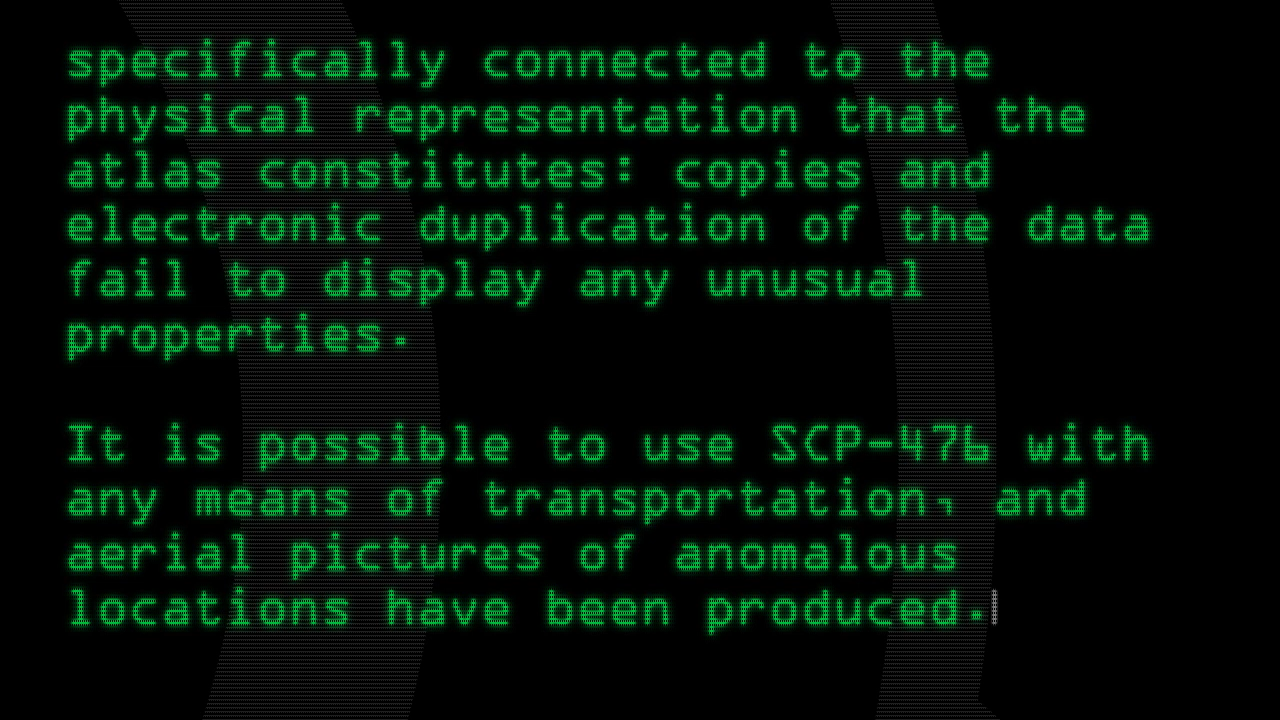 specifically connected to the
physical representation that the
atlas constitutes: copies and
electronic duplication of the data
fail to display any unusual
properties.
It is possible to use SCP-476 with
any means of transportation, and
aerial pictures of anomalous
locations have been produced.